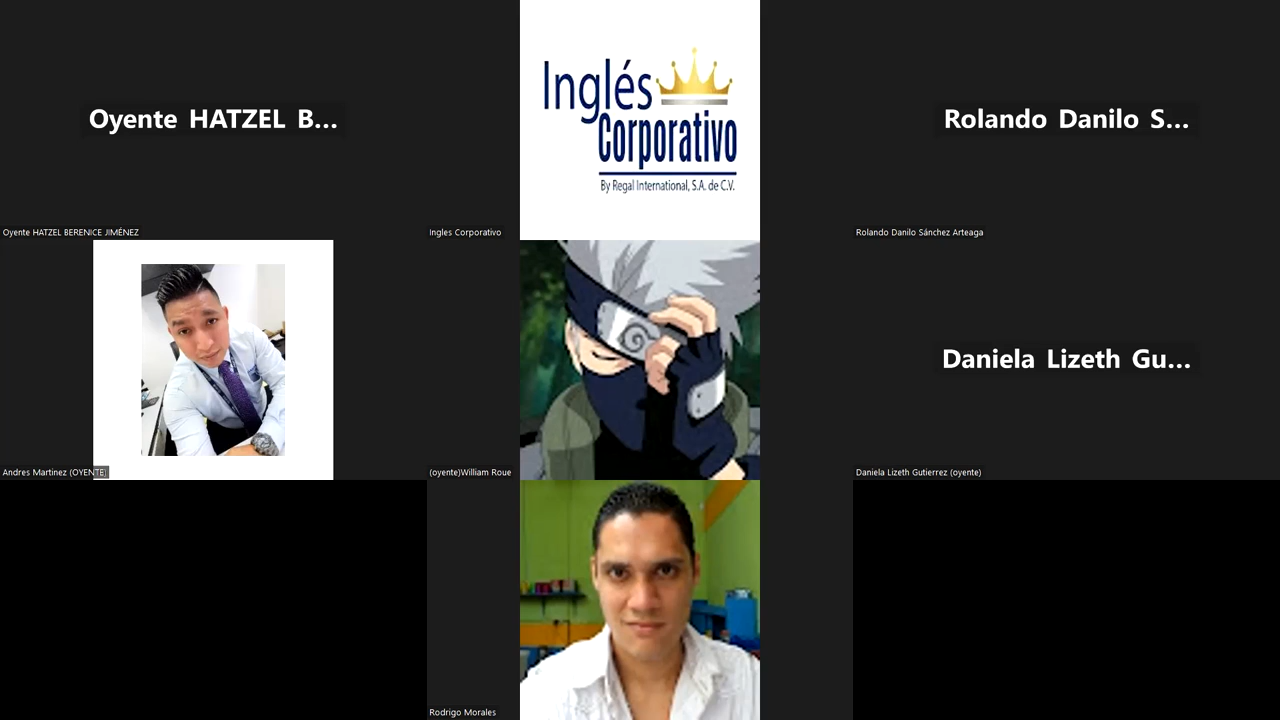 Oyente HATZEL B...
Inglés
Corporativo
By Regal International, S.A. de C.V.
Rolando Danilo S...
Oyente HATZEL BERENICE JIMÉNEZ
Ingles Corporativo
Rolando Danilo Sánchez Arteaga
Daniela Lizeth Gu...
Andres Martinez (OYENTE)
(oyente)William Roue
Daniela Lizeth Gutierrez (oyente)
Rodrigo Morales